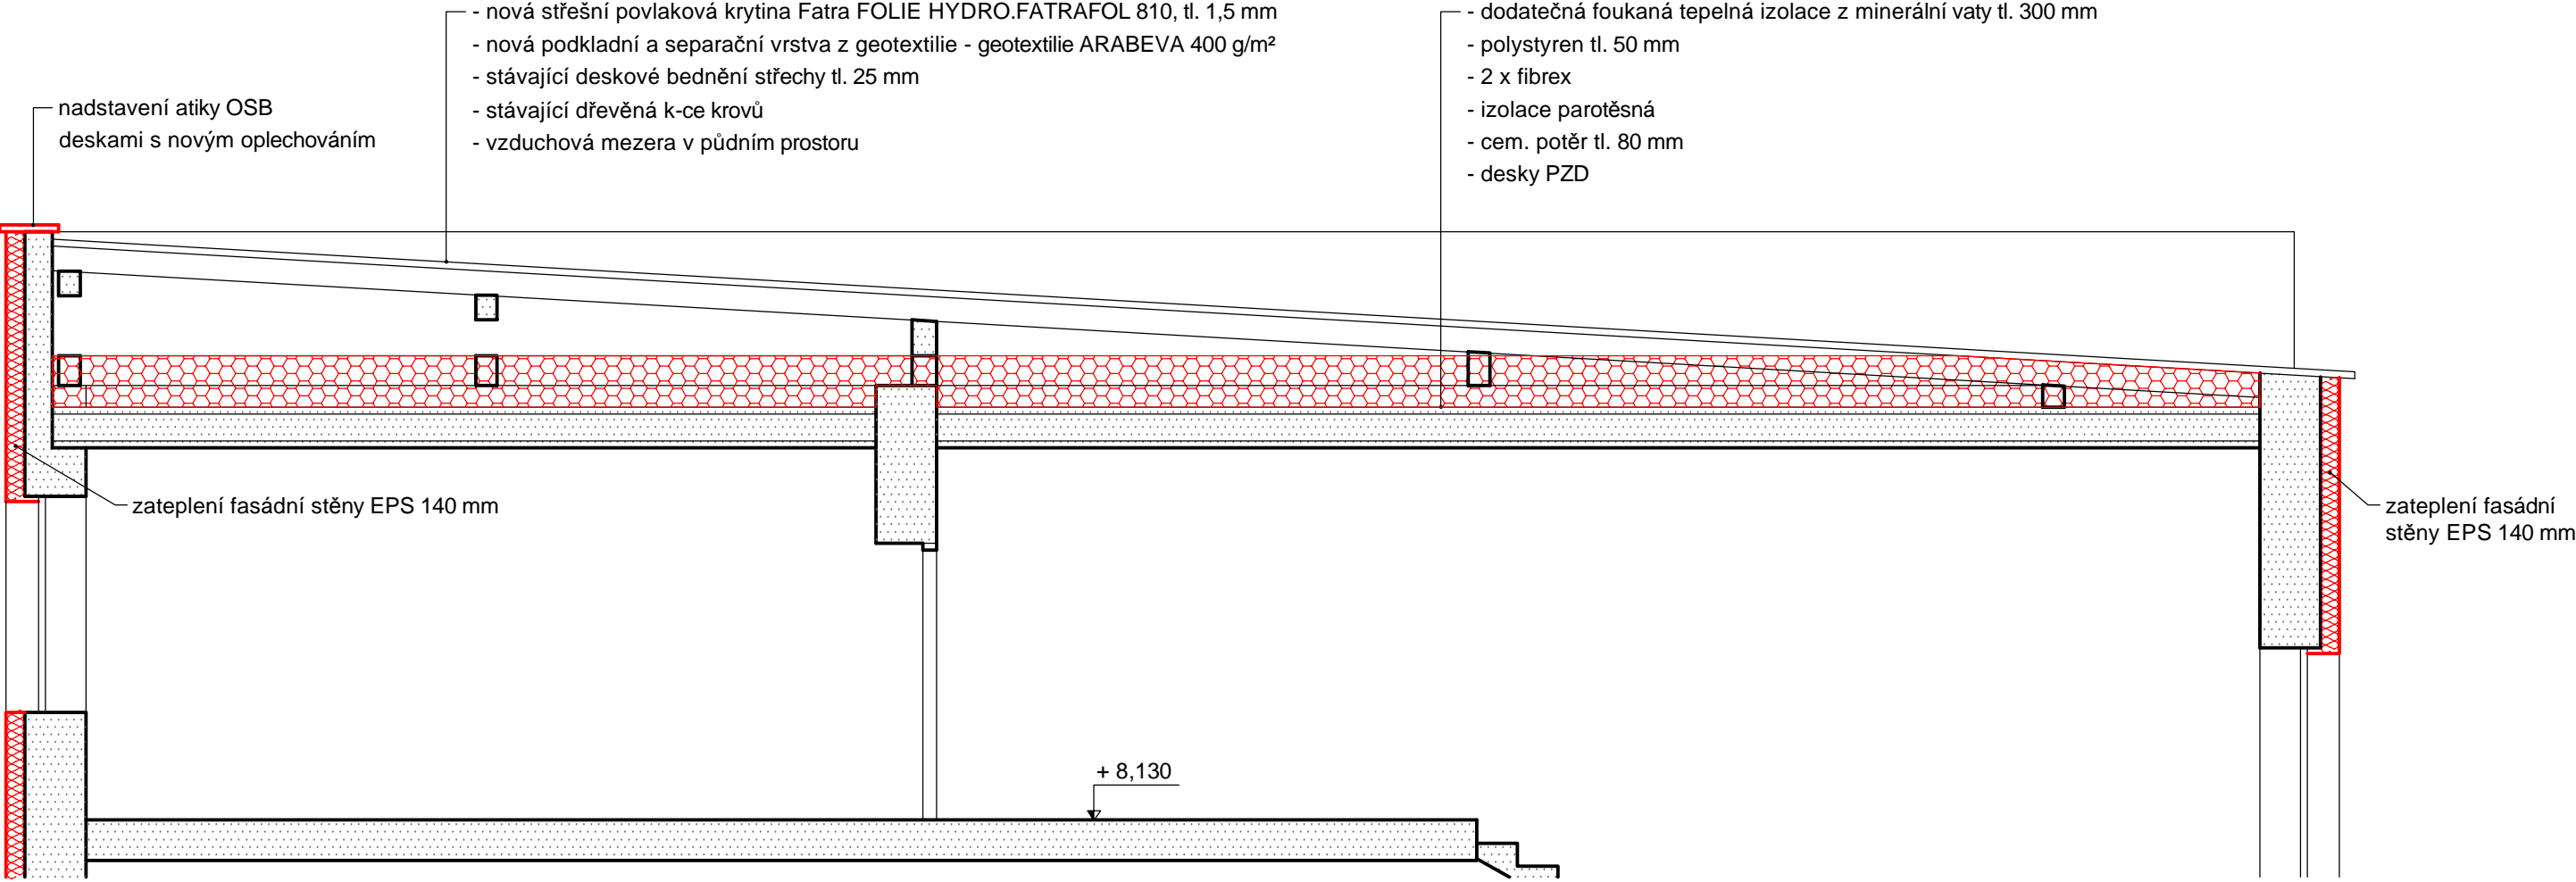 - nová střešní povlaková krytina Fatra FOLIE HYDRO.FATRAFOL 810, tl. 1,5 mm
- nová podkladní a separační vrstva z geotextilie - geotextilie ARABEVA 400 g/m²
- stávající deskové bednění střechy tl. 25 mm
- stávající dřevěná k-ce krovů
- vzduchová mezera v půdním prostoru
- dodatečná foukaná tepelná izolace z minerální vaty tl. 300 mm
- polystyren tl. 50 mm
- 2 x fibrex
- izolace parotěsná
- cem. potěr tl. 80 mm
- desky PZD
nadstavení atiky OSB
deskami s novým oplechováním
zateplení fasádní stěny EPS 140 mm
zateplení fasádní
stěny EPS 140 mm
+ 8,130